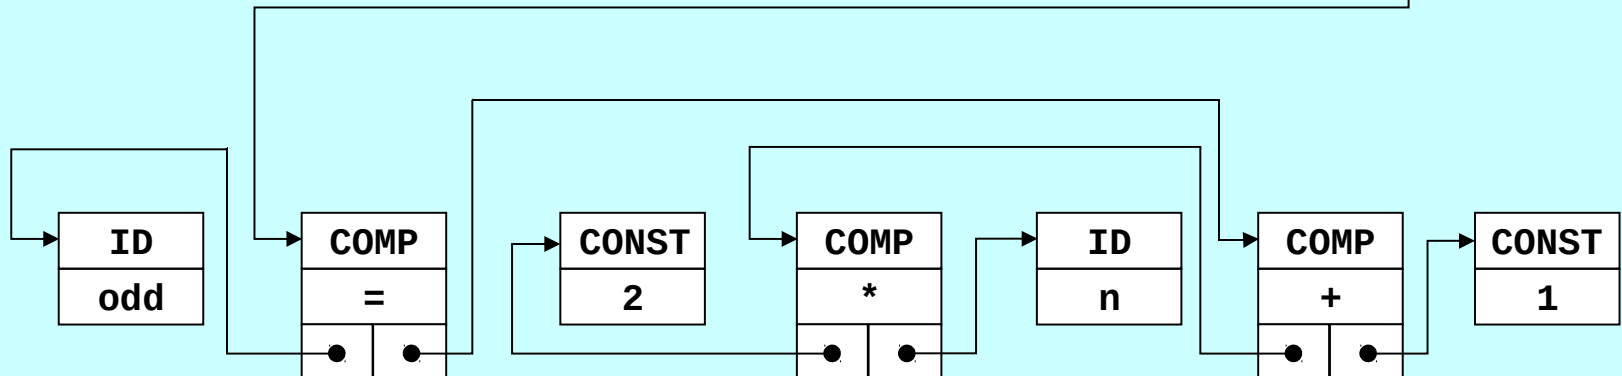 ID
odd
COMP
=
CONST
2
COMP
*
ID
n
COMP
+
CONST
1